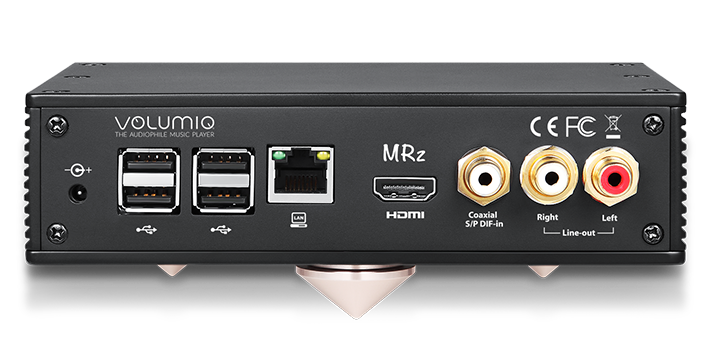 VOLUMIO
THE AUDIOPHILE MUSIC PLAYER
CE FC
MRz
LAN
HDMI
Coaxial
S/P DIF-in
Right
Left
Line-out